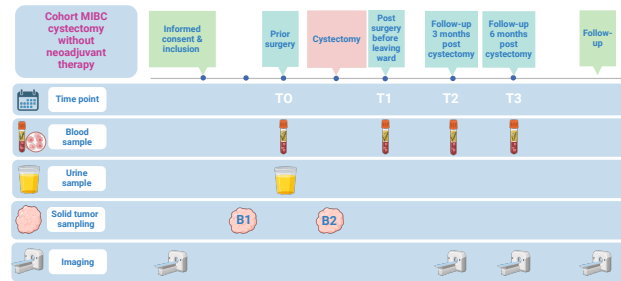 Cohort MIBC
cystectomy
without
neoadjuvant
therapy
Informed
consent &
inclusion
Prior
surgery
Cystectomy
Post
surgery
before
leaving
ward
Follow-up
3 months
post
cystectomy
Follow-up
6 months
post
cystectomy
Follow-
up
Time point
T0
T1
T2
T3
Blood
sample
Urine
sample
Solid tumor
sampling
B1
B2
Imaging